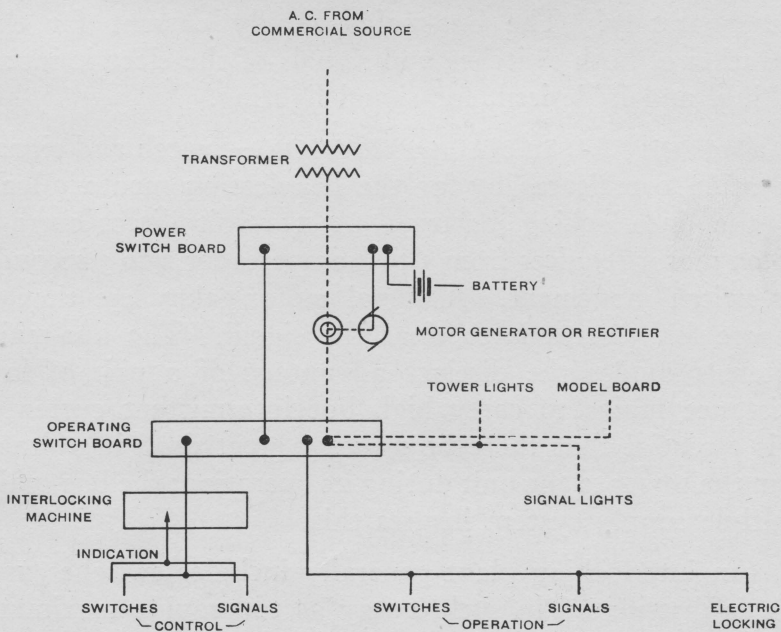 A. C. FROM
COMMERCIAL SOURCE
TRANSFORMER
POWER
SWITCH BOARD
BATTERY
MOTOR GENERATOR OR RECTIFIER
TOWER LIGHTS
MODEL BOARD
OPERATING
SWITCH BOARD
SIGNAL LIGHTS
INTERLOCKING
MACHINE
INDICATION
SWITCHES
SIGNALS
CONTROL
SWITCHES
SIGNALS
OPERATION
ELECTRIC
LOCKING